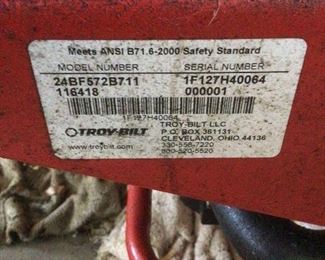 Meets ANSI B71.6-2000 Safety Standard
MODEL NUMBER SERIAL NUMBER
24BF572B711 1F127H40064
116418 000001
1F127H40064
TROY-BILT TROY-BILT LLC
P.O. BOX 361131
www.troybilt.com CLEVELAND, OHIO 44136
330-558-7220
800-520-5520